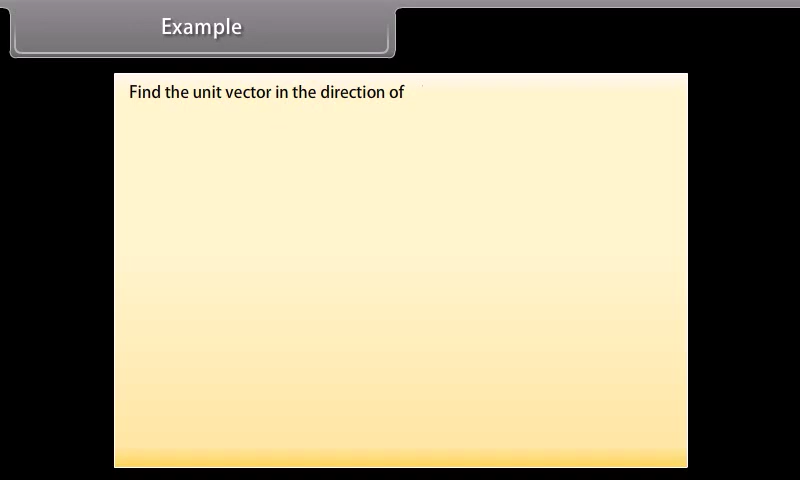 Example
Find the unit vector in the direction of